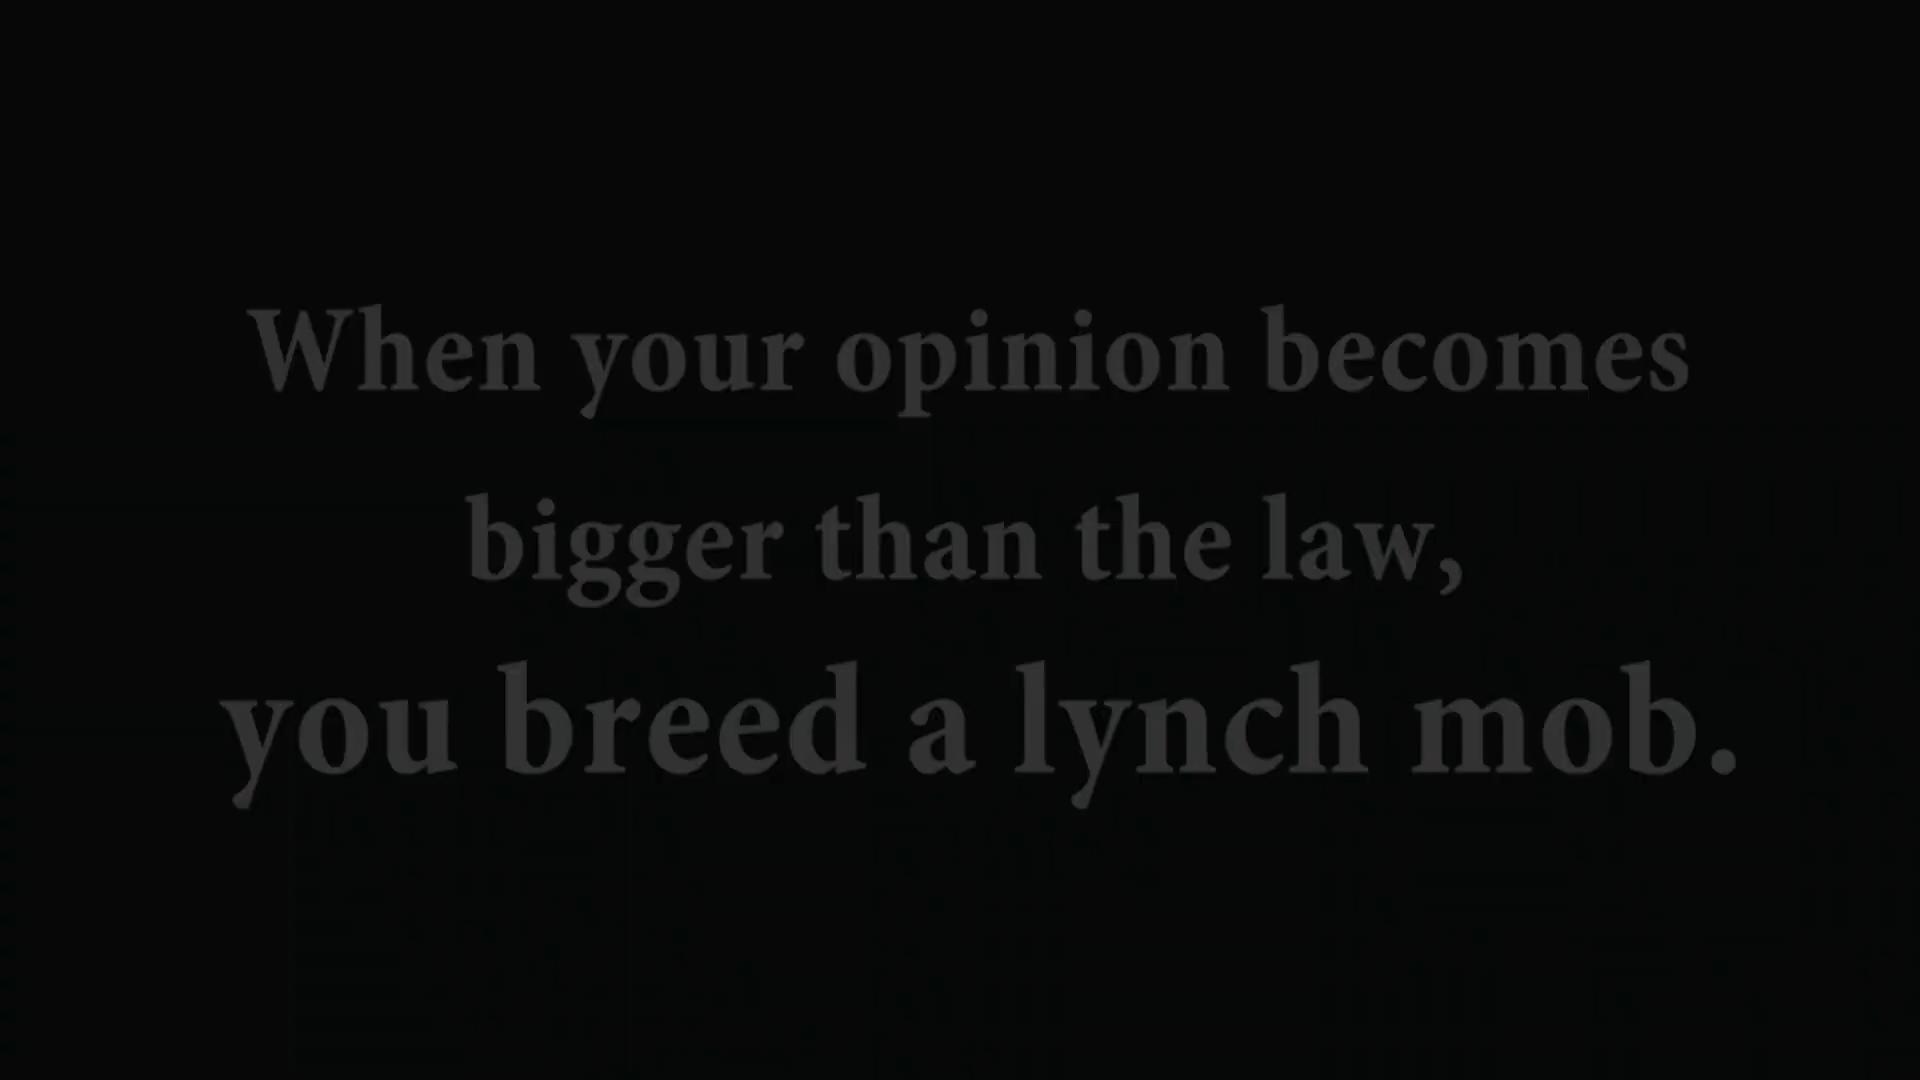 When your opinion becomes
bigger than the law,
you breed a lynch mob.